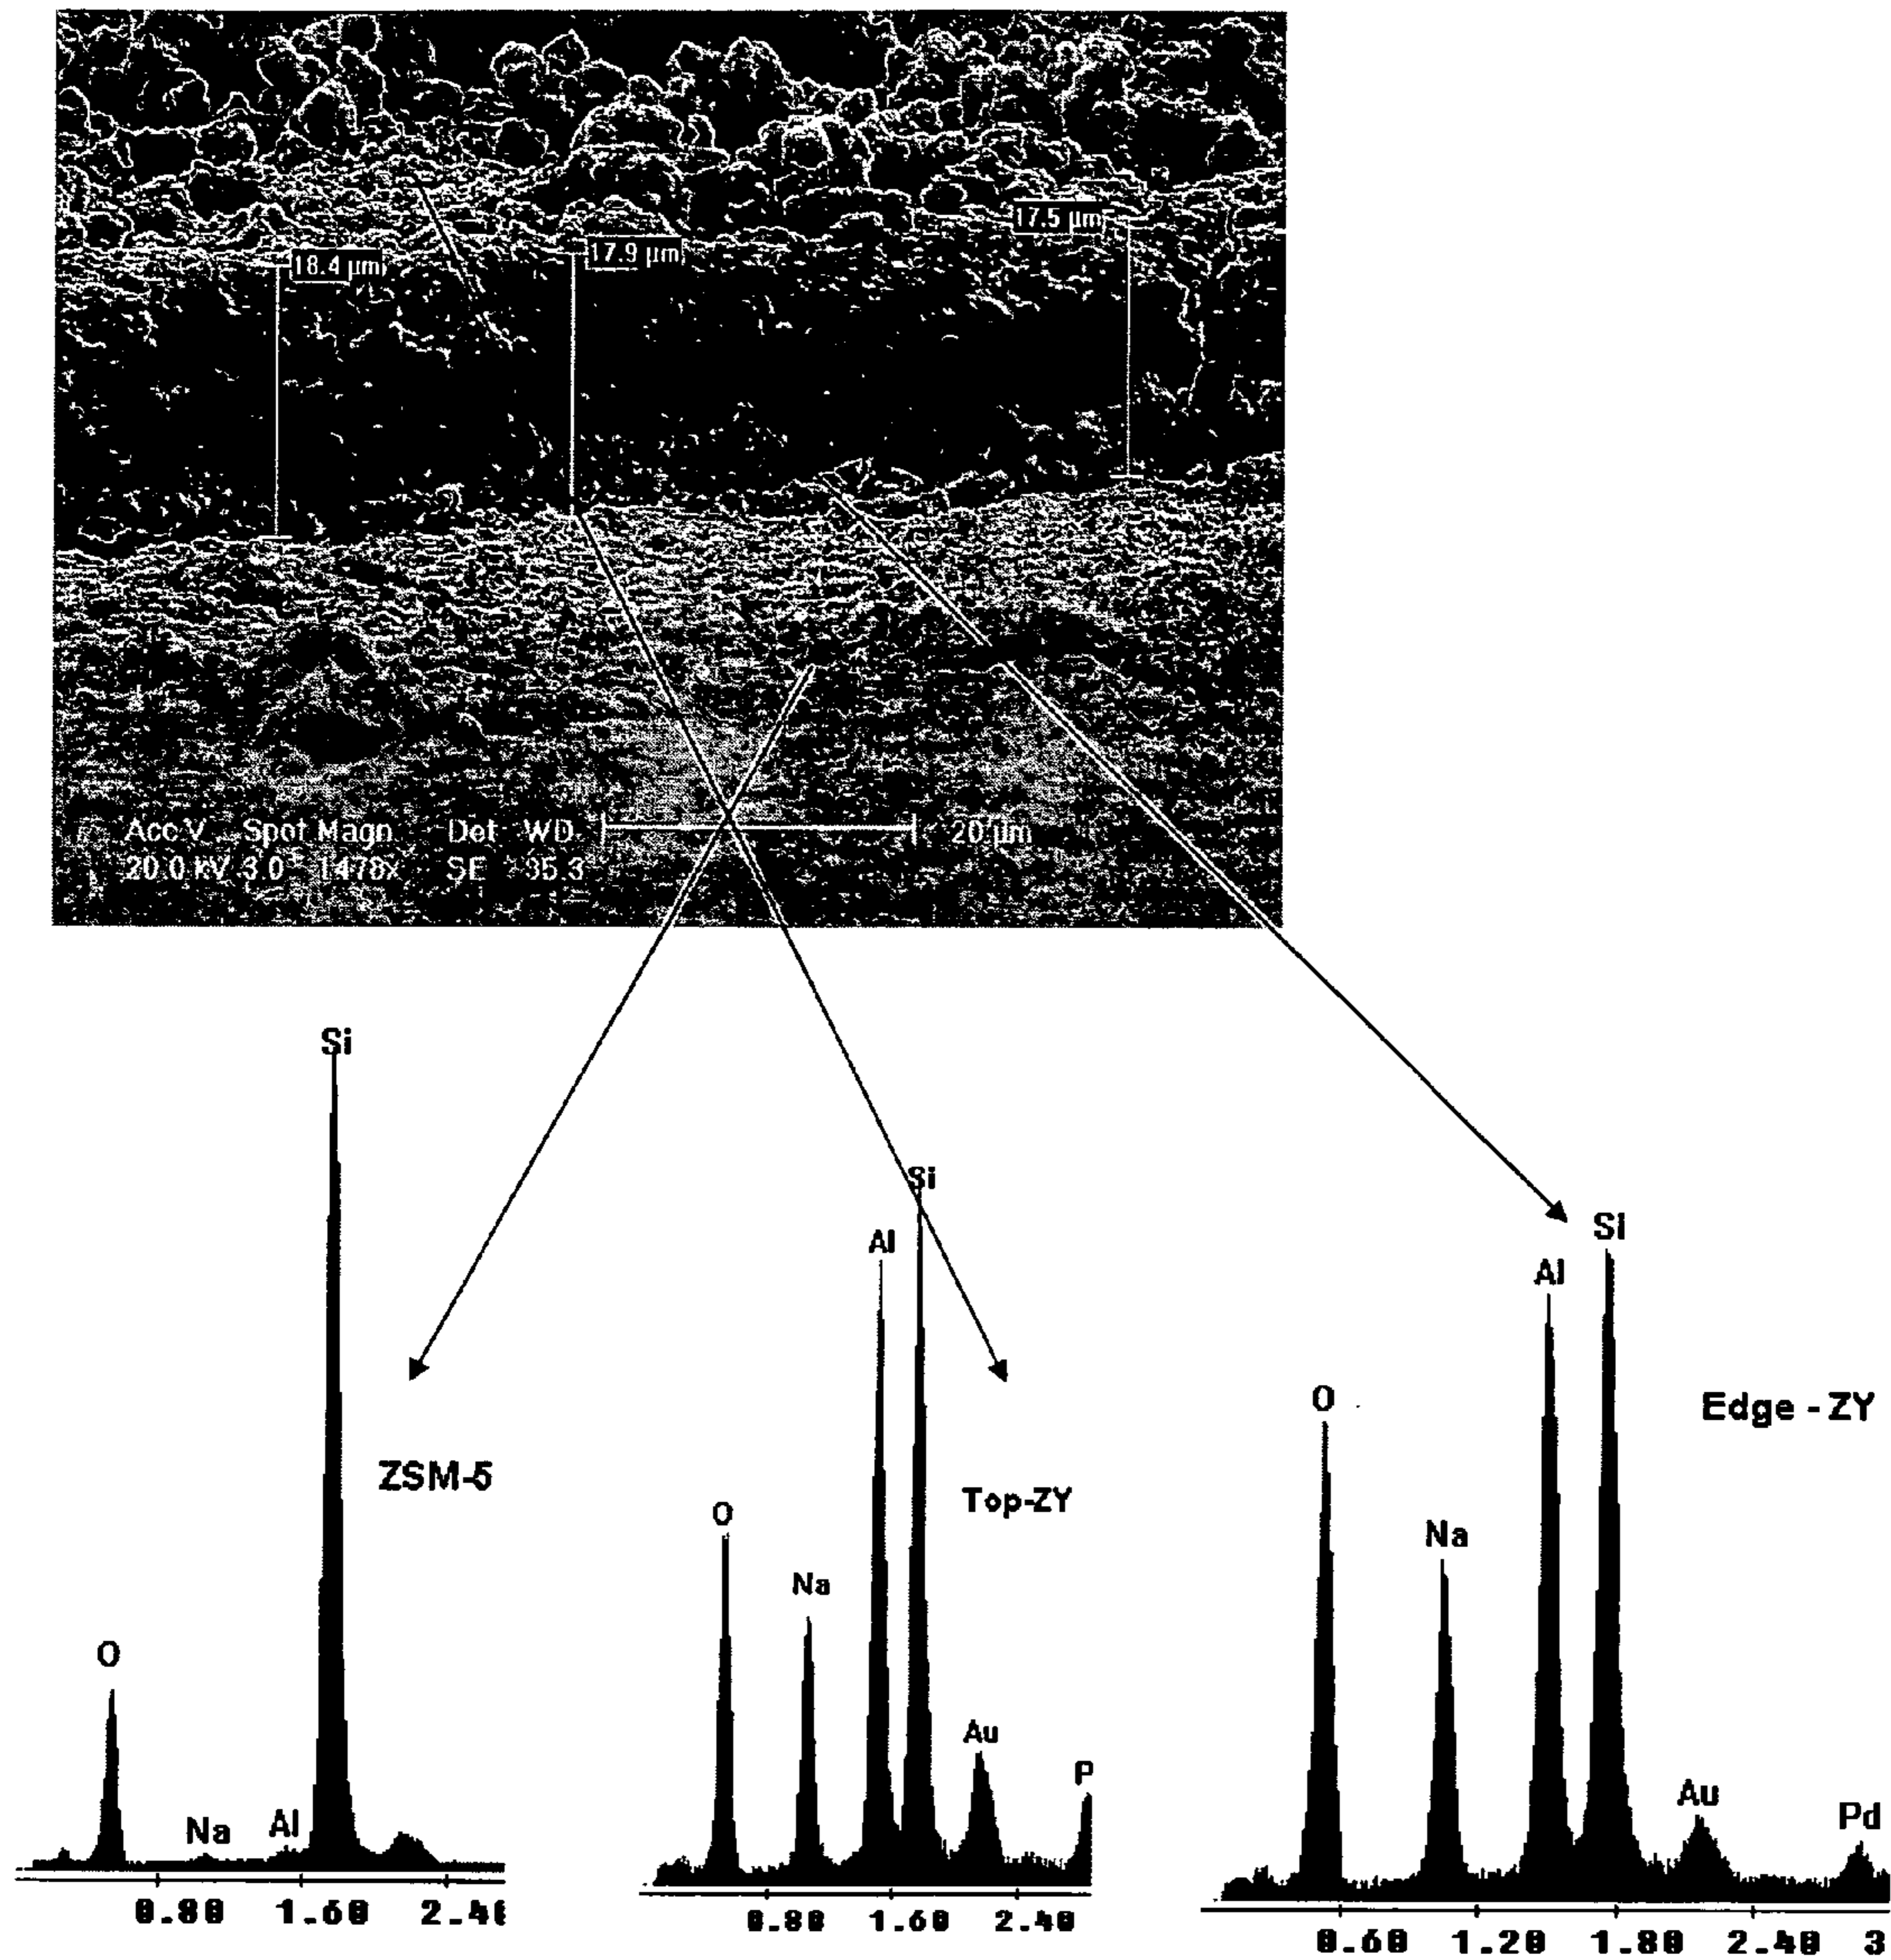 17.5 µm
18.4 µm
17.9 µm
Acc.V Spot Magn Det WD 20 µm
20.0 kV 3.0 1478x SE 35.3
Si
Si
Si
Al
Al
O
Edge - ZY
ZSM-5
Top-ZY
O
Na
Na
O
Au
P
Au
Pd
Na
Al
0.80 1.60 2.40
0.80 1.60 2.40
0.60 1.20 1.80 2.40 3